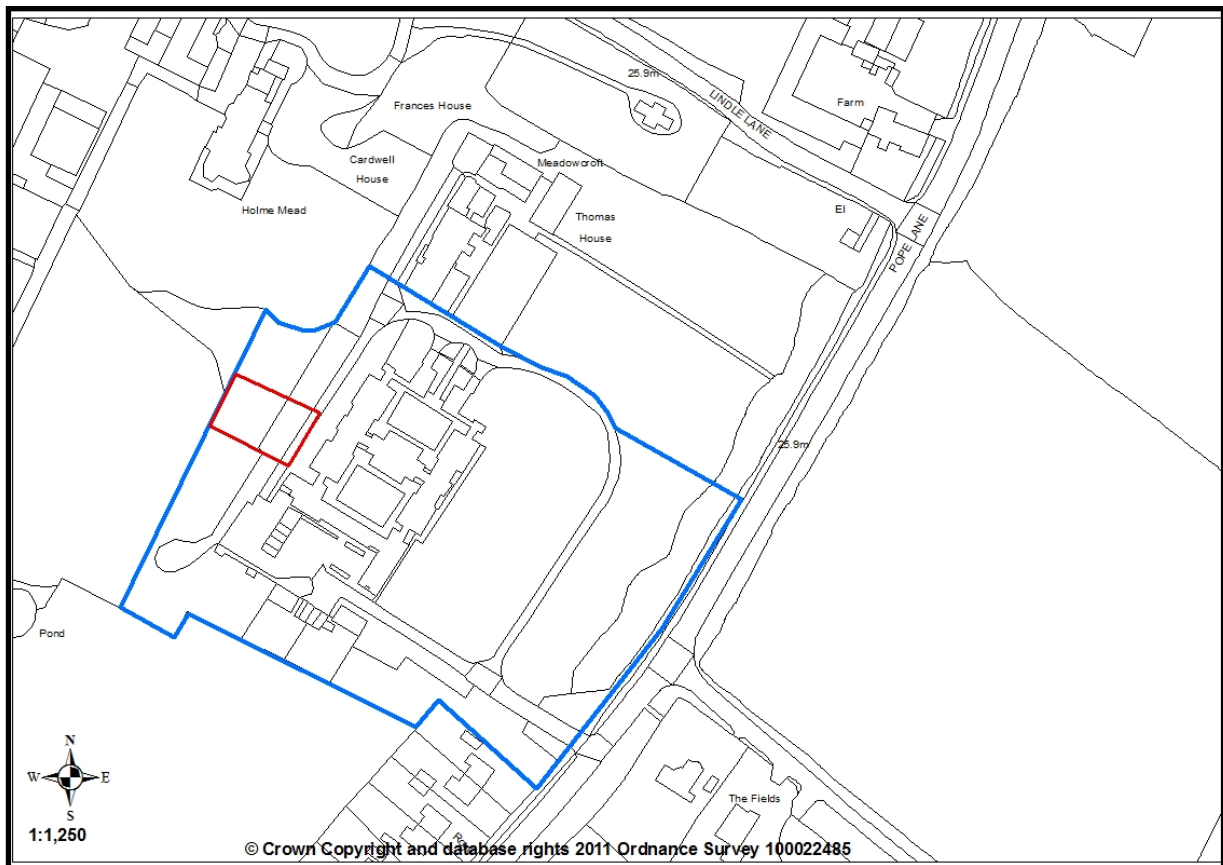 25.9m
LINDLE LANE
Farm
Frances House
Cardwell
House
Meadowcroft
Holme Mead
Thomas
House
El
POPE LANE
25.9m
Pond
The Fields
N
W E
S
1:1,250
© Crown Copyright and database rights 2011 Ordnance Survey 100022485